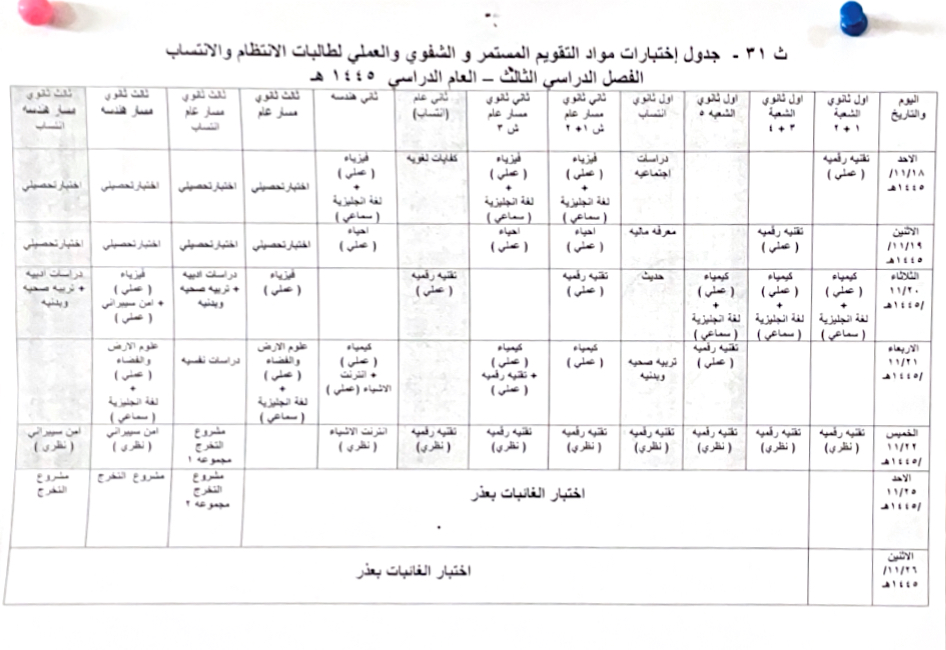 ث ٣١ - جدول إختبارات مواد التقويم المستمر و الشفوي والعملي لطالبات الانتظام والانتساب
الفصل الدراسي الثالث – العام الدراسي ١٤٤٥ هـ
اليوم والتاريخ | اول ثانوي الشعبة ١ + ٢ | اول ثانوي الشعبة ٣ + ٤ | اول ثانوي الشعبه ٥ | اول ثانوي انتساب | ثاني ثانوي مسار عام ش ١ + ٢ | ثاني ثانوي مسار عام ش ٣ | ثاني عام (انتساب) | ثاني هندسه | ثالث ثانوي مسار عام | ثالث ثانوي مسار عام انتساب | ثالث ثانوي مسار هندسه | ثالث ثانوي مسار هندسه انتساب
الاحد ١١/١٨/ ١٤٤٥هـ | تقنيه رقميه ( عملي ) | | | دراسات اجتماعيه | فيزياء ( عملي ) + لغة انجليزية ( سماعي ) | فيزياء ( عملي ) + لغة انجليزية ( سماعي ) | كفايات لغويه | فيزياء ( عملي ) + لغة انجليزية ( سماعي ) | اختبارتحصيلي | اختبارتحصيلي | اختبارتحصيلي | اختبارتحصيلي
الاثنين ١١/١٩/ ١٤٤٥هـ | | تقنيه رقمه ( عملي ) | | معرفه ماليه | احياء ( عملي ) | احياء ( عملي ) | | احياء ( عملي ) | اختبارتحصيلي | اختبارتحصيلي | اختبارتحصيلي | اختبارتحصيلي
الثلاثاء ١١/٢٠ /١٤٤٥هـ | كيمياء ( عملي ) + لغة انجليزية ( سماعي ) | كيمياء ( عملي ) + لغة انجليزية ( سماعي ) | كيمياء ( عملي ) + لغة انجليزية ( سماعي ) | حديث | تقنيه رقمه ( عملي ) | | تقنيه رقميه ( عملي ) | | فيزياء ( عملي ) | دراسات ادبيه + تربيه صحيه وبدنيه | فيزياء ( عملي ) + امن سيبراني ( عملي ) | دراسات ادبيه + تربيه صحيه وبدنيه
الاربعاء ١١/٢١ /١٤٤٥هـ | | | تقنيه رقميه ( عملي ) | تربيه صحيه وبدنيه | كيمياء ( عملي ) | كيمياء ( عملي ) + تقنيه رقمه ( عملي ) | | كيمياء ( عملي ) + انترنت الاشياء (عملي ) | علوم الارض والفضاء ( عملي ) + لغة انجليزية ( سماعي ) | دراسات نفسيه | علوم الارض والفضاء ( عملي ) + لغة انجليزية ( سماعي ) |
الخميس ١١/٢٢ /١٤٤٥هـ | تقنيه رقميه ( نظري ) | تقنيه رقميه ( نظري ) | تقنيه رقميه ( نظري) | تقنيه رقميه ( نظري ) | تقنيه رقميه ( نظري ) | تقنيه رقميه ( نظري ) | تقنيه رقميه ( نظري ) | انترنت الاشياء ( نظري ) | | مشروع التخرج مجموعه ١ | امن سيبراني ( نظري ) | امن سيبراني ( نظري )
الاحد ١١/٢٥ /١٤٤٥هـ | اختبار الغائبات بعذر | مشروع التخرج مجموعه ٢ | مشروع التخرج | مشروع التخرج
الاثنين ١١/٢٦/ ١٤٤٥هـ | اختبار الغائبات بعذر